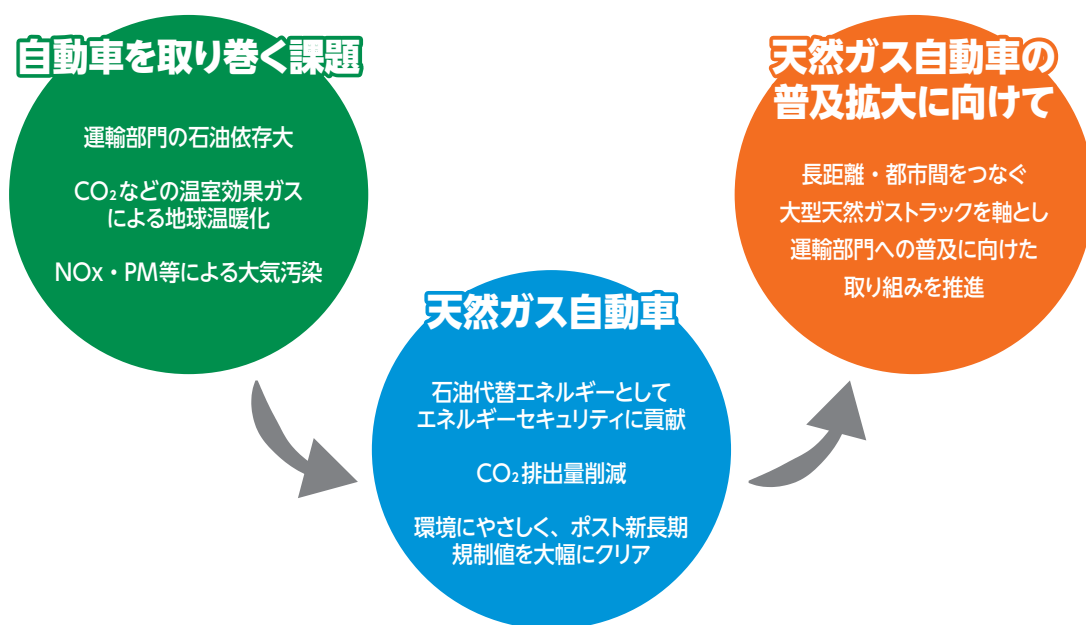 自動車を取り巻く課題
運輸部門の石油依存大
CO₂などの温室効果ガス
による地球温暖化
NOx・PM等による大気汚染
天然ガス自動車
石油代替エネルギーとして
エネルギーセキュリティに貢献
CO₂排出量削減
環境にやさしく、ポスト新長期
規制値を大幅にクリア
天然ガス自動車の
普及拡大に向けて
長距離・都市間をつなぐ
大型天然ガストラックを軸とし
運輸部門への普及に向けた
取り組みを推進